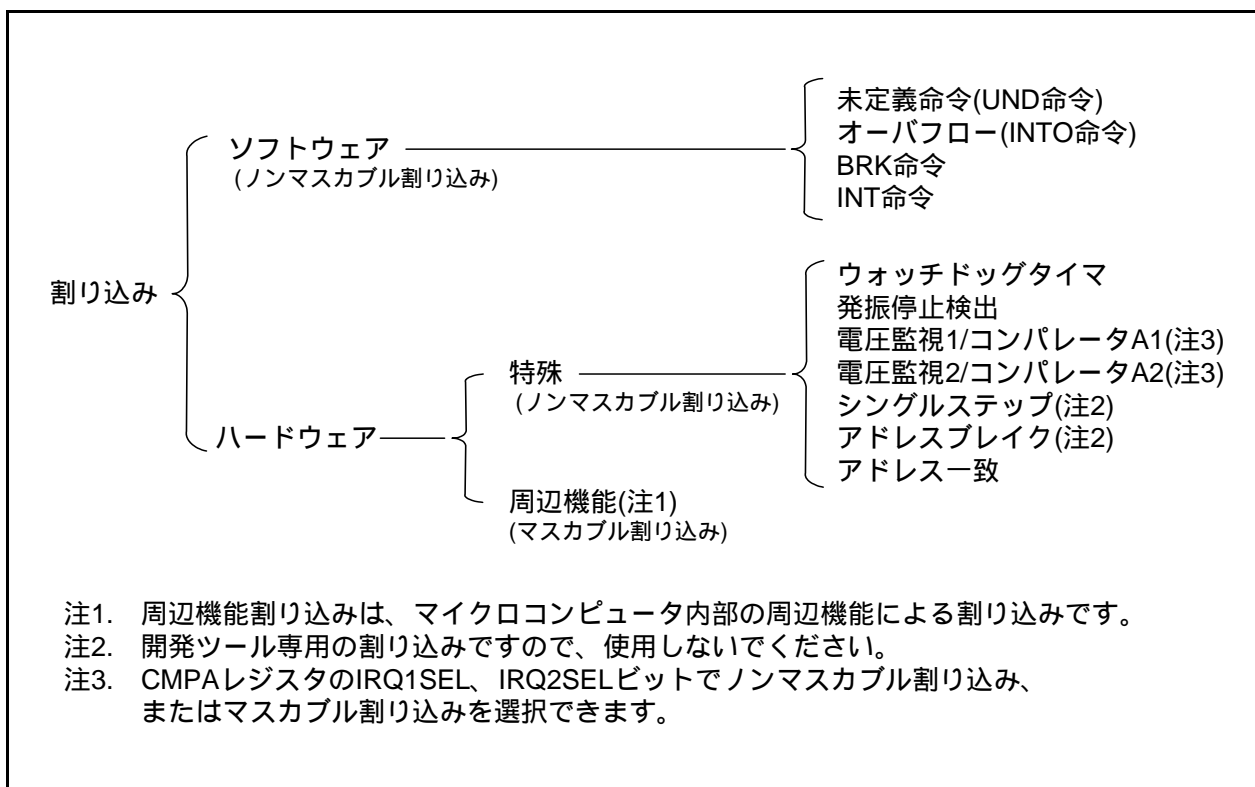 未定義命令(UND命令)
オーバフロー(INTO命令)
BRK命令
INT命令
ソフトウェア
(ノンマスカブル割り込み)
割り込み
ウォッチドッグタイマ
発振停止検出
電圧監視1/コンパレータA1(注3)
電圧監視2/コンパレータA2(注3)
シングルステップ(注2)
アドレスブレイク(注2)
アドレス一致
特殊
(ノンマスカブル割り込み)
ハードウェア
周辺機能(注1)
(マスカブル割り込み)
注1. 周辺機能割り込みは、マイクロコンピュータ内部の周辺機能による割り込みです。
注2. 開発ツール専用の割り込みですので、使用しないでください。
注3. CMPAレジスタのIRQ1SEL、IRQ2SELビットでノンマスカブル割り込み、
またはマスカブル割り込みを選択できます。